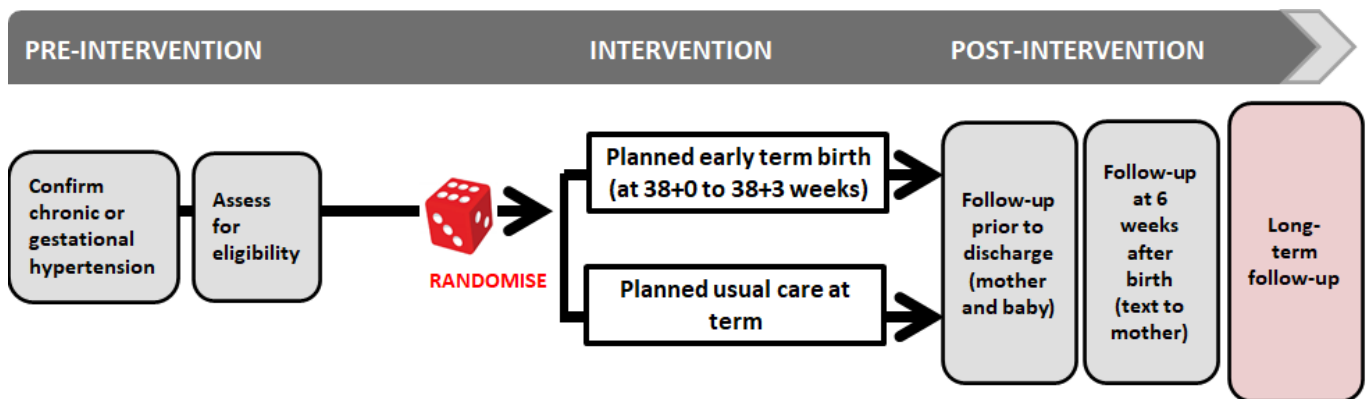 PRE-INTERVENTION
INTERVENTION
POST-INTERVENTION
Confirm
chronic or
gestational
hypertension
Assess
for
eligibility
RANDOMISE
Planned early term birth
(at 38+0 to 38+3 weeks)
Planned usual care at
term
Follow-up
prior to
discharge
(mother
and baby)
Follow-up
at 6
weeks
after
birth
(text to
mother)
Long-
term
follow-up